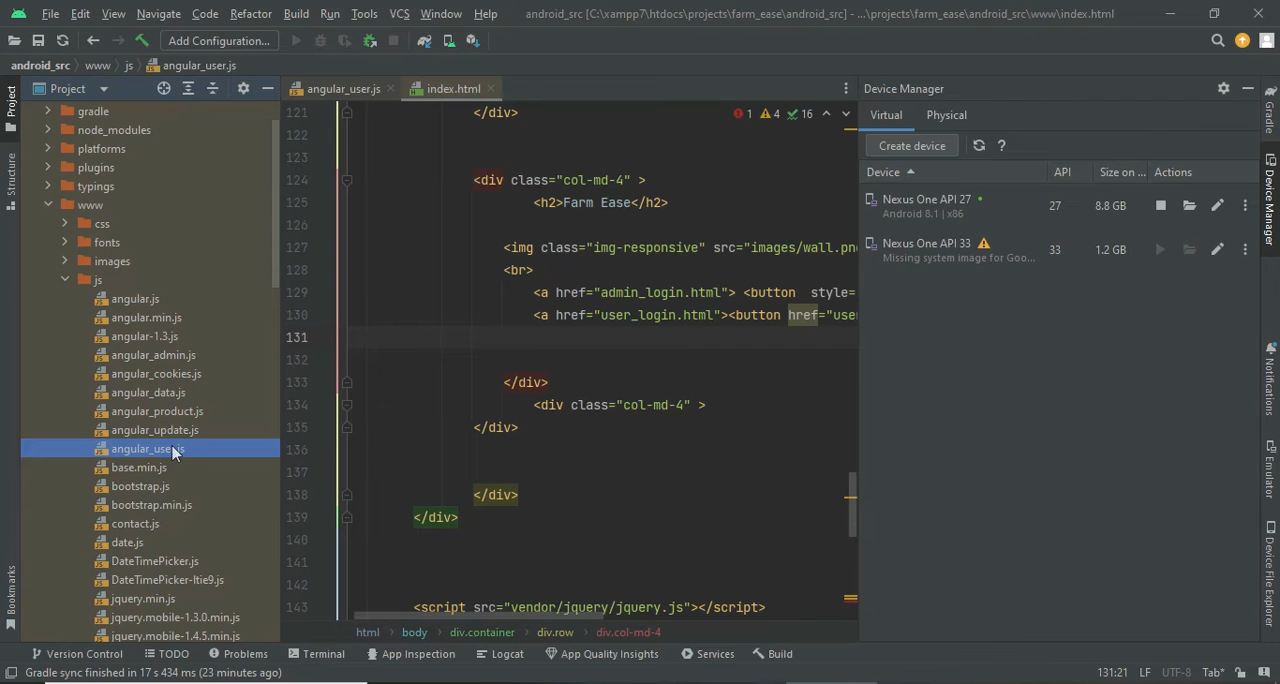 File Edit View Navigate Code Refactor Build Run Tools VCS Window Help android_src [C:\xampp7\htdocs\projects\farm_ease\android_src] - ...\projects\farm_ease\android_src\www\index.html
Add Configuration...
android_src www js angular_user.js
Project
angular_user.js index.html
Device Manager
gradle
node_modules
platforms
plugins
typings
www
css
fonts
images
js
angular.js
angular.min.js
angular-1.3.js
angular_admin.js
angular_cookies.js
angular_data.js
angular_product.js
angular_update.js
angular_user.js
base.min.js
bootstrap.js
bootstrap.min.js
contact.js
date.js
DateTimePicker.js
DateTimePicker-ltie9.js
jquery.min.js
jquery.mobile-1.3.0.min.js
jquery.mobile-1.4.5.min.js
1 4 16
121 </div>
122
123
124 <div class="col-md-4" >
125 <h2>Farm Ease</h2>
126
127 <img class="img-responsive" src="images/wall.pn
128 <br>
129 <a href="admin_login.html"> <button style=
130 <a href="user_login.html"><button href="use
131
132
133 </div>
134 <div class="col-md-4" >
135 </div>
136
137
138 </div>
139 </div>
140
141
142
143 <script src="vendor/jquery/jquery.js"></script>
html body div.container div.row div.col-md-4
Virtual Physical
Create device ?
Device API Size on ... Actions
Nexus One API 27 27 8.8 GB
Android 8.1 | x86
Nexus One API 33 33 1.2 GB
Missing system image for Goo...
Project
Structure
Bookmarks
Gradle
Device Manager
Notifications
Emulator
Device File Explorer
Version Control TODO Problems Terminal App Inspection Logcat App Quality Insights Services Build
Gradle sync finished in 17 s 434 ms (23 minutes ago) 131:21 LF UTF-8 Tab*